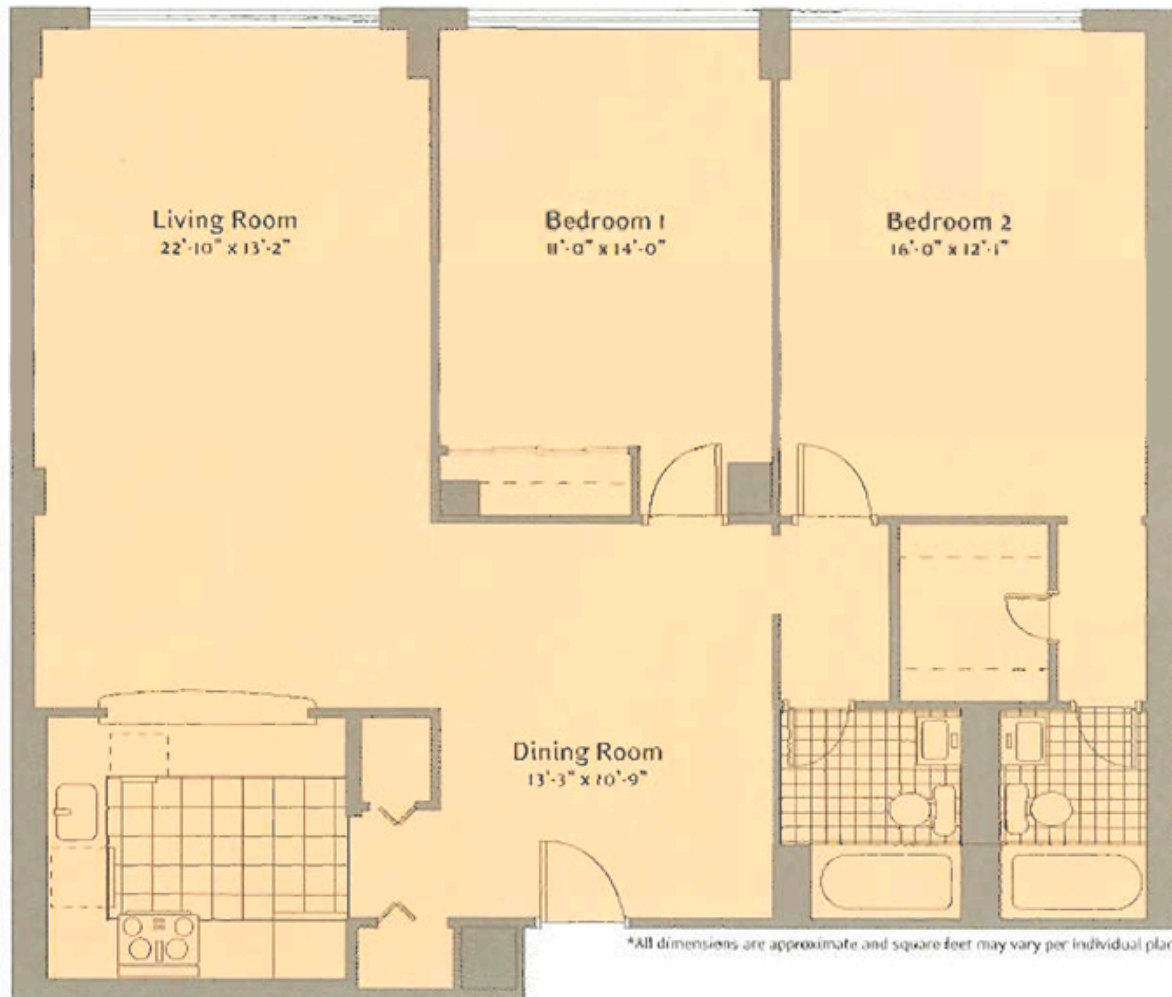 Living Room
22'-10" x 13'-2"
Bedroom 1
11'-0" x 14'-0"
Bedroom 2
16'-0" x 12'-1"
Dining Room
13'-3" x 10'-9"
*All dimensions are approximate and square feet may vary per individual plan